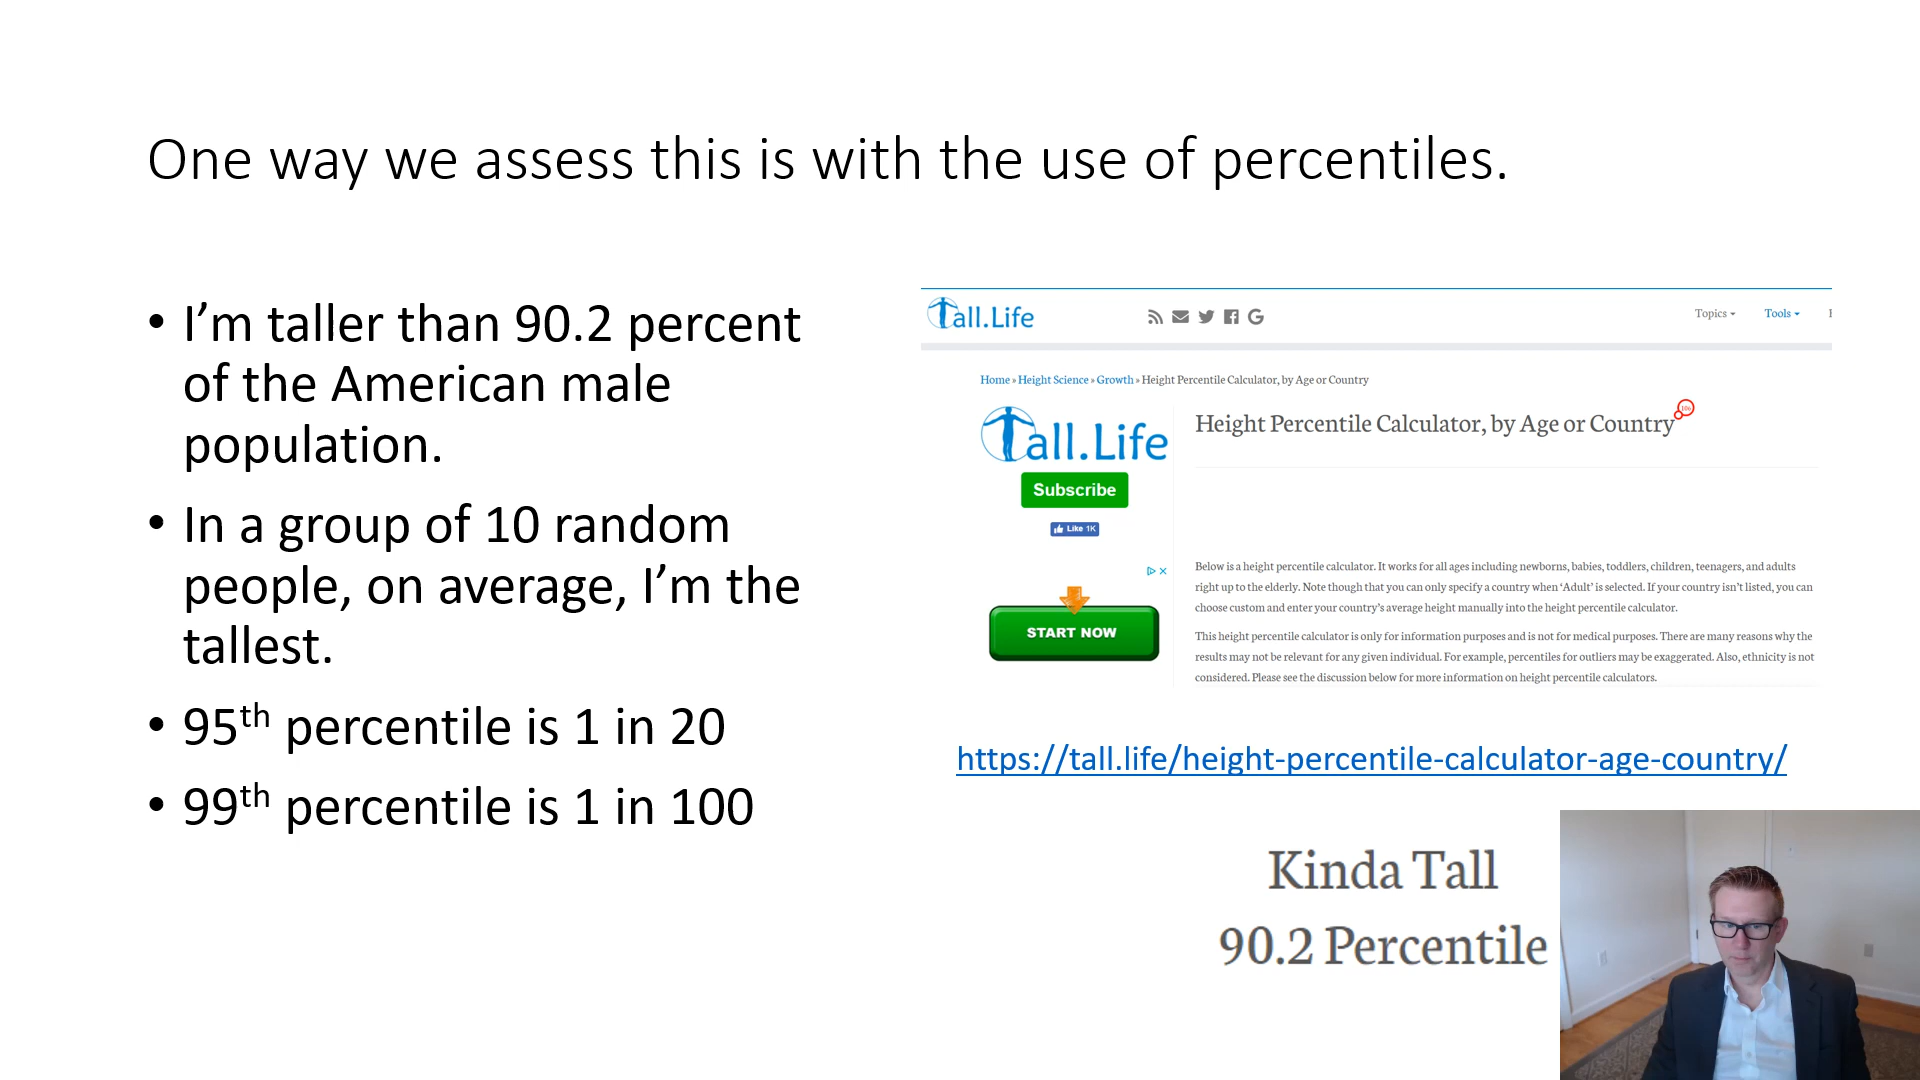 One way we assess this is with the use of percentiles.
• I’m taller than 90.2 percent
of the American male
population.
• In a group of 10 random
people, on average, I’m the
tallest.
• 95th percentile is 1 in 20
• 99th percentile is 1 in 100
Tall.Life
Topics
Tools
Home » Height Science » Growth » Height Percentile Calculator, by Age or Country
Tall.Life
Subscribe
Like 1K
START NOW
Height Percentile Calculator, by Age or Country
Below is a height percentile calculator. It works for all ages including newborns, babies, toddlers, children, teenagers, and adults
right up to the elderly. Note though that you can only specify a country when ‘Adult’ is selected. If your country isn’t listed, you can
choose custom and enter your country’s average height manually into the height percentile calculator.
This height percentile calculator is only for information purposes and is not for medical purposes. There are many reasons why the
results may not be relevant for any given individual. For example, percentiles for outliers may be exaggerated. Also, ethnicity is not
considered. Please see the discussion below for more information on height percentile calculators.
https://tall.life/height-percentile-calculator-age-country/
Kinda Tall
90.2 Percentile